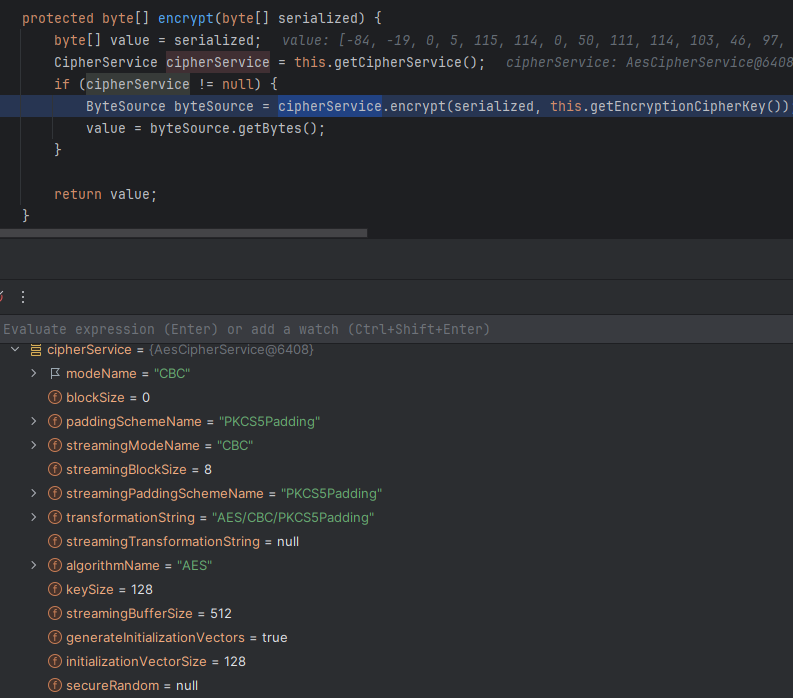 protected byte[] encrypt(byte[] serialized) {
byte[] value = serialized; value: [-84, -19, 0, 5, 115, 114, 0, 50, 111, 114, 103, 46, 97,
CipherService cipherService = this.getCipherService(); cipherService: AesCipherService@6408
if (cipherService != null) {
ByteSource byteSource = cipherService.encrypt(serialized, this.getEncryptionCipherKey())
value = byteSource.getBytes();
}
return value;
}
Evaluate expression (Enter) or add a watch (Ctrl+Shift+Enter)
cipherService = {AesCipherService@6408}
modeName = "CBC"
blockSize = 0
paddingSchemeName = "PKCS5Padding"
streamingModeName = "CBC"
streamingBlockSize = 8
streamingPaddingSchemeName = "PKCS5Padding"
transformationString = "AES/CBC/PKCS5Padding"
streamingTransformationString = null
algorithmName = "AES"
keySize = 128
streamingBufferSize = 512
generateInitializationVectors = true
initializationVectorSize = 128
secureRandom = null